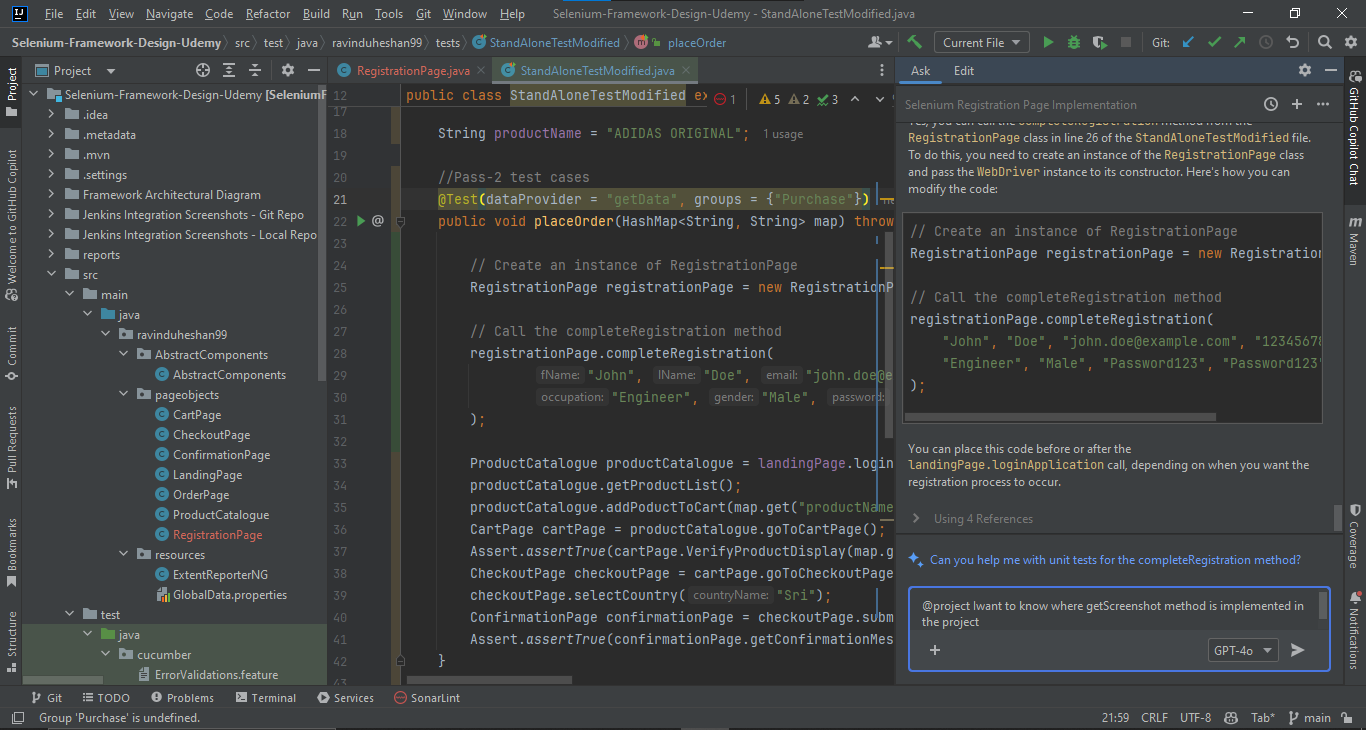 File Edit View Navigate Code Refactor Build Run Tools Git Window Help Selenium-Framework-Design-Udemy - StandAloneTestModified.java
Selenium-Framework-Design-Udemy src test java ravinduheshan99 tests StandAloneTestModified placeOrder Current File Git:
Project
RegistrationPage.java
StandAloneTestModified.java
Ask Edit
Project
Welcome to GitHub Copilot
Commit
Pull Requests
Bookmarks
Structure
Selenium-Framework-Design-Udemy [SeleniumF
.idea
.metadata
.mvn
.settings
Framework Architectural Diagram
Jenkins Integration Screenshots - Git Repo
Jenkins Integration Screenshots - Local Repo
reports
src
main
java
ravinduheshan99
AbstractComponents
AbstractComponents
pageobjects
CartPage
CheckoutPage
ConfirmationPage
LandingPage
OrderPage
ProductCatalogue
RegistrationPage
resources
ExtentReporterNG
GlobalData.properties
test
java
cucumber
ErrorValidations.feature
12 public class StandAloneTestModified ex 1 5 2 3
17
18 String productName = "ADIDAS ORIGINAL"; 1 usage
19
20 //Pass-2 test cases
21 @Test(dataProvider = "getData", groups = {"Purchase"})
22 @ public void placeOrder(HashMap<String, String> map) throw
23
24 // Create an instance of RegistrationPage
25 RegistrationPage registrationPage = new RegistrationP
26
27 // Call the completeRegistration method
28 registrationPage.completeRegistration(
29 fName: "John", lName: "Doe", email: "john.doe@e
30 occupation: "Engineer", gender: "Male", password:
31 );
32
33 ProductCatalogue productCatalogue = landingPage.login
34 productCatalogue.getProductList();
35 productCatalogue.addPoductToCart(map.get("productName
36 CartPage cartPage = productCatalogue.goToCartPage();
37 Assert.assertTrue(cartPage.VerifyProductDisplay(map.g
38 CheckoutPage checkoutPage = cartPage.goToCheckoutPage
39 checkoutPage.selectCountry( countryName: "Sri");
40 ConfirmationPage confirmationPage = checkoutPage.subm
41 Assert.assertTrue(confirmationPage.getConfirmationMes
42 }
43
Selenium Registration Page Implementation
Yes, you can call the completeRegistration method from the
RegistrationPage class in line 26 of the StandAloneTestModified file.
To do this, you need to create an instance of the RegistrationPage class
and pass the WebDriver instance to its constructor. Here's how you can
modify the code:
// Create an instance of RegistrationPage
RegistrationPage registrationPage = new Registration
// Call the completeRegistration method
registrationPage.completeRegistration(
"John", "Doe", "john.doe@example.com", "12345678
"Engineer", "Male", "Password123", "Password123"
);
You can place this code before or after the
landingPage.loginApplication call, depending on when you want the
registration process to occur.
Using 4 References
Can you help me with unit tests for the completeRegistration method?
@project Iwant to know where getScreenshot method is implemented in
the project
GPT-4o
GitHub Copilot Chat
Maven
Coverage
Notifications
Git TODO Problems Terminal Services SonarLint
Group 'Purchase' is undefined. 21:59 CRLF UTF-8 Tab* main